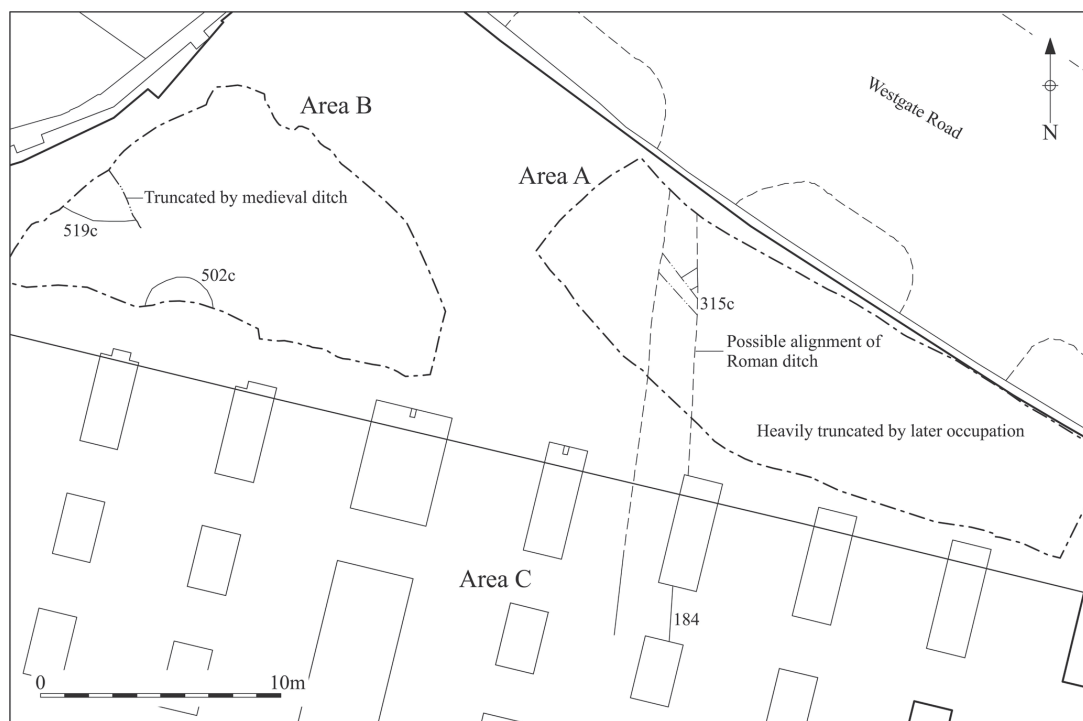 Area B
Westgate Road
N
Area A
Truncated by medieval ditch
519c
502c
315c
Possible alignment of
Roman ditch
Heavily truncated by later occupation
Area C
184
0
10m